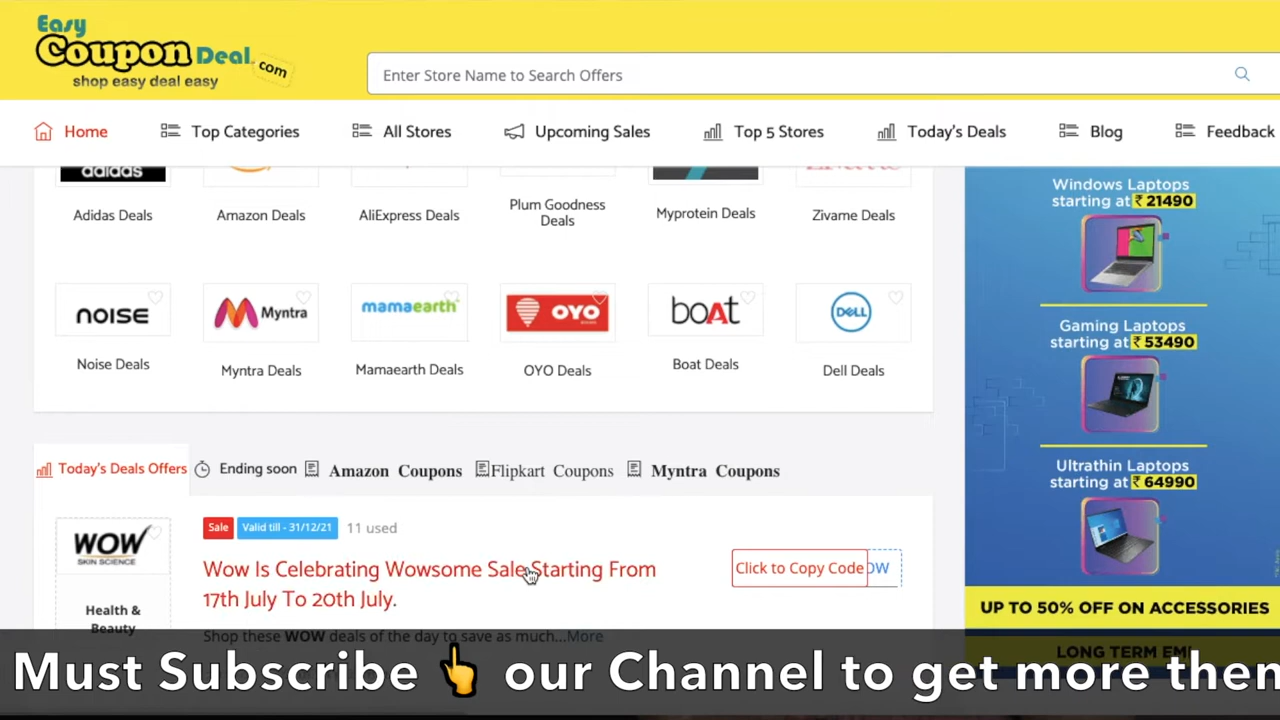 Easy
Coupon Deal.com
shop easy deal easy
Enter Store Name to Search Offers
Home
Top Categories
All Stores
Upcoming Sales
Top 5 Stores
Today's Deals
Blog
Feedback
adidas
Adidas Deals
Amazon Deals
AliExpress Deals
Plum Goodness
Deals
Myprotein Deals
Zivame Deals
noise
Myntra
mamaearth
OYO
boAt
DELL
Noise Deals
Myntra Deals
Mamaearth Deals
OYO Deals
Boat Deals
Dell Deals
Windows Laptops
starting at ₹ 21490
Gaming Laptops
starting at ₹ 53490
Ultrathin Laptops
starting at ₹ 64990
UP TO 50% OFF ON ACCESSORIES
LONG TERM EMI
Today's Deals Offers
Ending soon
Amazon Coupons
Flipkart Coupons
Myntra Coupons
WOW
SKIN SCIENCE
Health &
Beauty
Sale
Valid till - 31/12/21
11 used
Wow Is Celebrating Wowsome Sale Starting From
17th July To 20th July.
Click to Copy Code
OW
Shop these WOW deals of the day to save as much...More
Must Subscribe 👆 our Channel to get more then